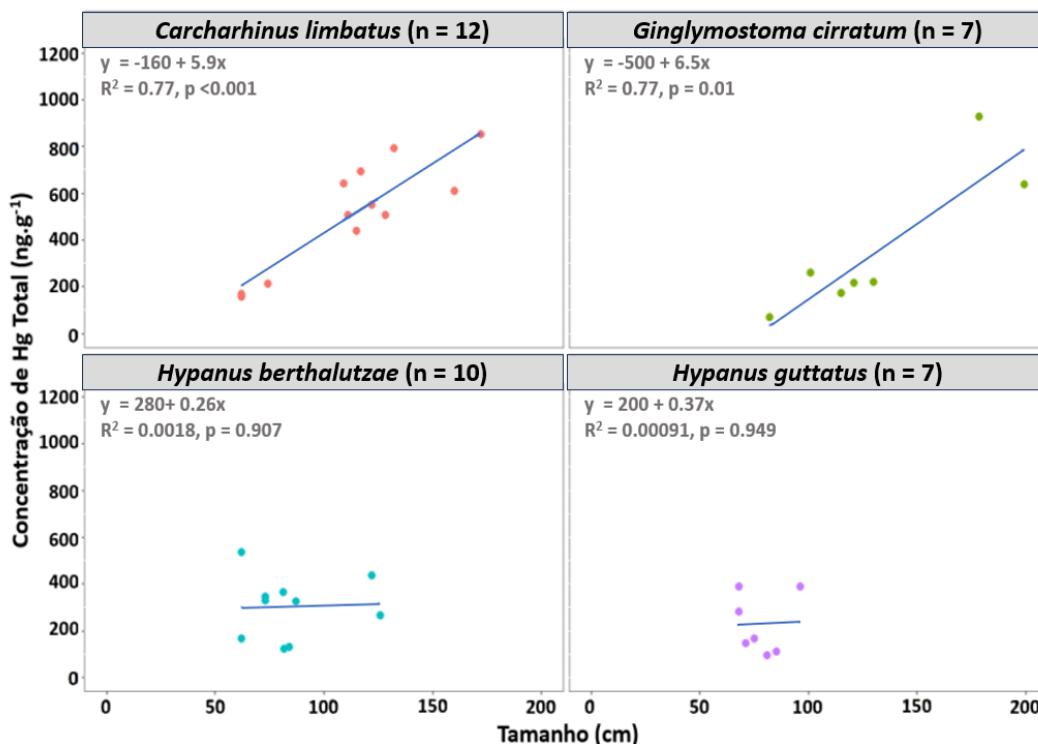 Carcharhinus limbatus (n = 12)
Ginglymostoma cirratum (n = 7)
y = -160 + 5.9x
R² = 0.77, p <0.001
y = -500 + 6.5x
R² = 0.77, p = 0.01
1200
1000
800
600
400
200
0
Hypanus berthalutzae (n = 10)
Hypanus guttatus (n = 7)
y = 280+ 0.26x
R² = 0.0018, p = 0.907
y = 200 + 0.37x
R² = 0.00091, p = 0.949
1200
1000
800
600
400
200
0
0 50 100 150 200
0 50 100 150 200
Concentração de Hg Total (ng.g⁻¹)
Tamanho (cm)